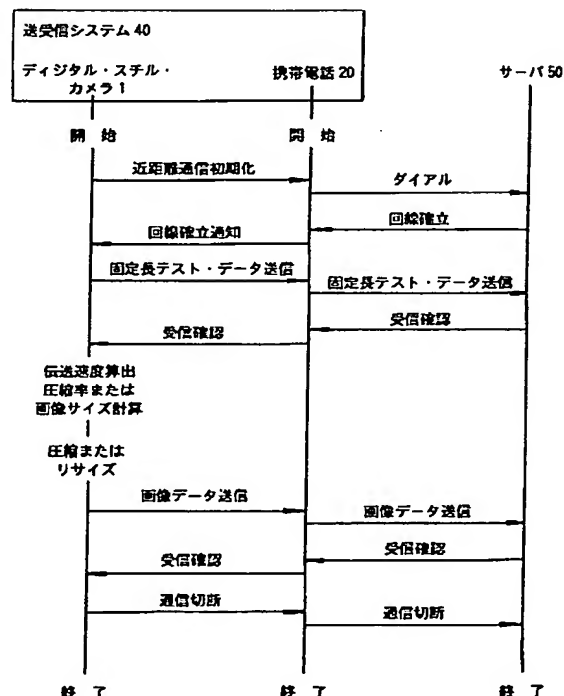 送受信システム 40
ディジタル・スチル・
カメラ 1
携帯電話 20
サーバ 50
開 始
開 始
近距離通信初期化
ダイアル
回線確立
回線確立通知
固定長テスト・データ送信
固定長テスト・データ送信
受信確認
受信確認
伝送速度算出
圧縮率または
画像サイズ計算
圧縮または
リサイズ
画像データ送信
画像データ送信
受信確認
受信確認
通信切断
通信切断
終 了
終 了
終 了